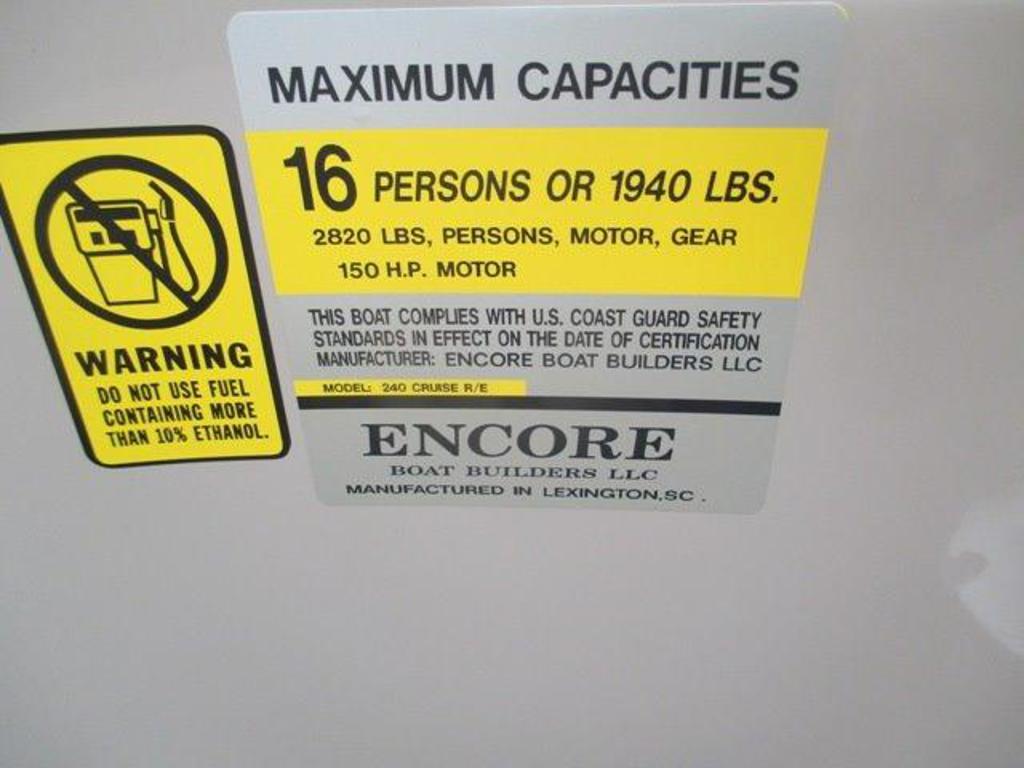 MAXIMUM CAPACITIES
16 PERSONS OR 1940 LBS.
2820 LBS, PERSONS, MOTOR, GEAR
150 H.P. MOTOR
THIS BOAT COMPLIES WITH U.S. COAST GUARD SAFETY
STANDARDS IN EFFECT ON THE DATE OF CERTIFICATION
MANUFACTURER: ENCORE BOAT BUILDERS LLC
MODEL: 240 CRUISE R/E
ENCORE
BOAT BUILDERS LLC
MANUFACTURED IN LEXINGTON,SC .
WARNING
DO NOT USE FUEL
CONTAINING MORE
THAN 10% ETHANOL.